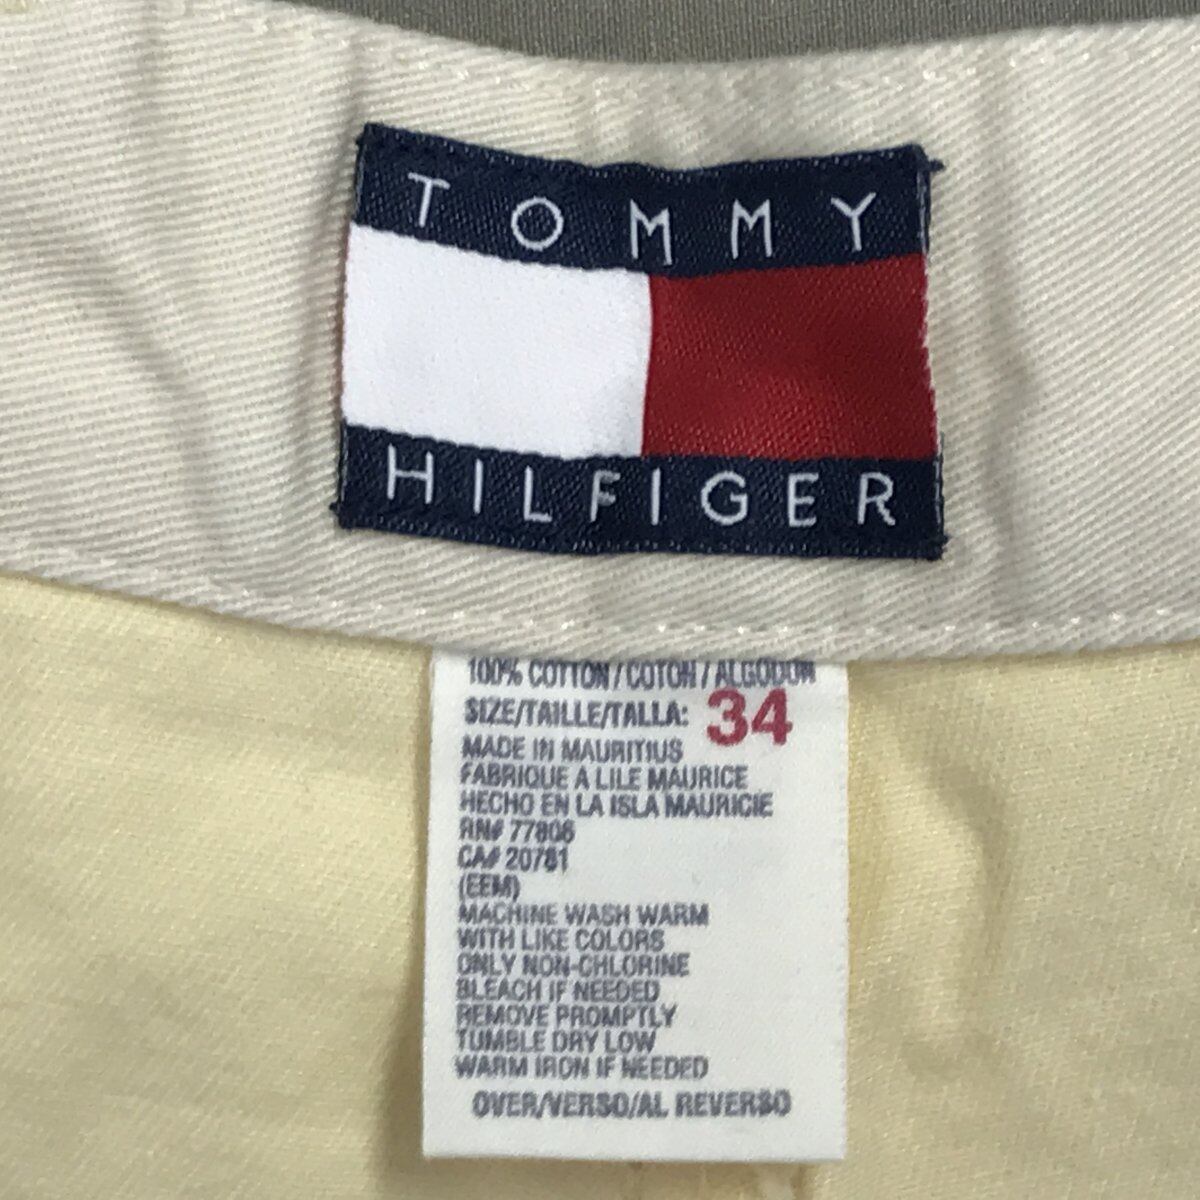 TOMMY
HILFIGER
100% COTTON / COTON / ALGODON
SIZE/TAILLE/TALLA: 34
MADE IN MAURITIUS
FABRIQUE A LILE MAURICE
HECHO EN LA ISLA MAURICIE
RN# 77806
CA# 20781
(EEM)
MACHINE WASH WARM
WITH LIKE COLORS
ONLY NON-CHLORINE
BLEACH IF NEEDED
REMOVE PROMPTLY
TUMBLE DRY LOW
WARM IRON IF NEEDED
OVER/VERSO/AL REVERSO